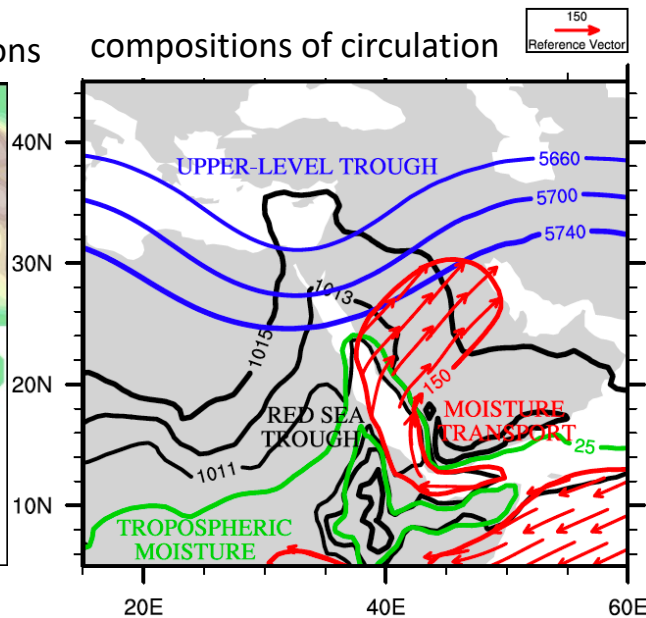 ons
compositions of circulation
150
Reference Vector
40N
30N
20N
10N
20E
40E
60E
UPPER-LEVEL TROUGH
5660
5700
5740
1013
1015
150
RED SEA
TROUGH
MOISTURE
TRANSPORT
25
1011
TROPOSPHERIC
MOISTURE